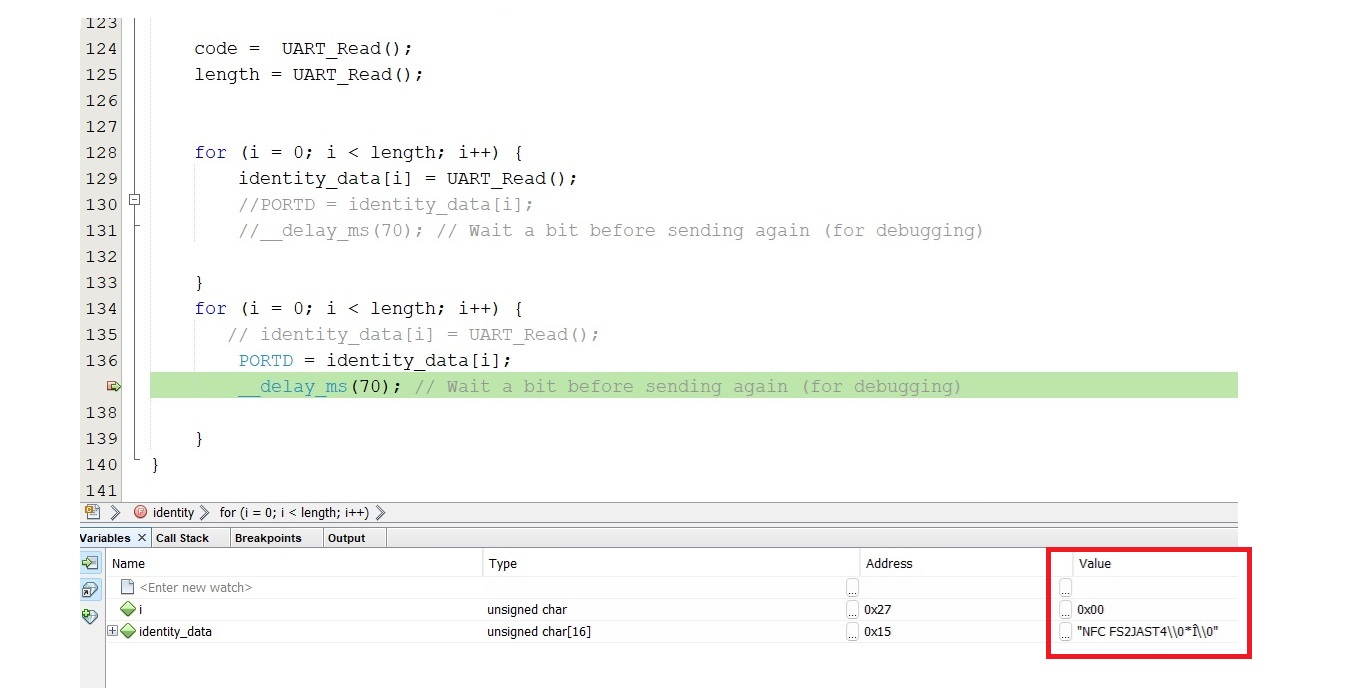 123
124 code =  UART_Read();
125 length = UART_Read();
126
127
128 for (i = 0; i < length; i++) {
129 identity_data[i] = UART_Read();
130 //PORTD = identity_data[i];
131 //__delay_ms(70); // Wait a bit before sending again (for debugging)
132
133 }
134 for (i = 0; i < length; i++) {
135 // identity_data[i] = UART_Read();
136 PORTD = identity_data[i];
__delay_ms(70); // Wait a bit before sending again (for debugging)
138
139 }
140 }
141
identity for (i = 0; i < length; i++)
Variables Call Stack Breakpoints Output
Name Type Address Value
<Enter new watch> ... ...
i unsigned char ... 0x27 ... 0x00
identity_data unsigned char[16] ... 0x15 ... "NFC FS2JAST4\\0*Î\\0"